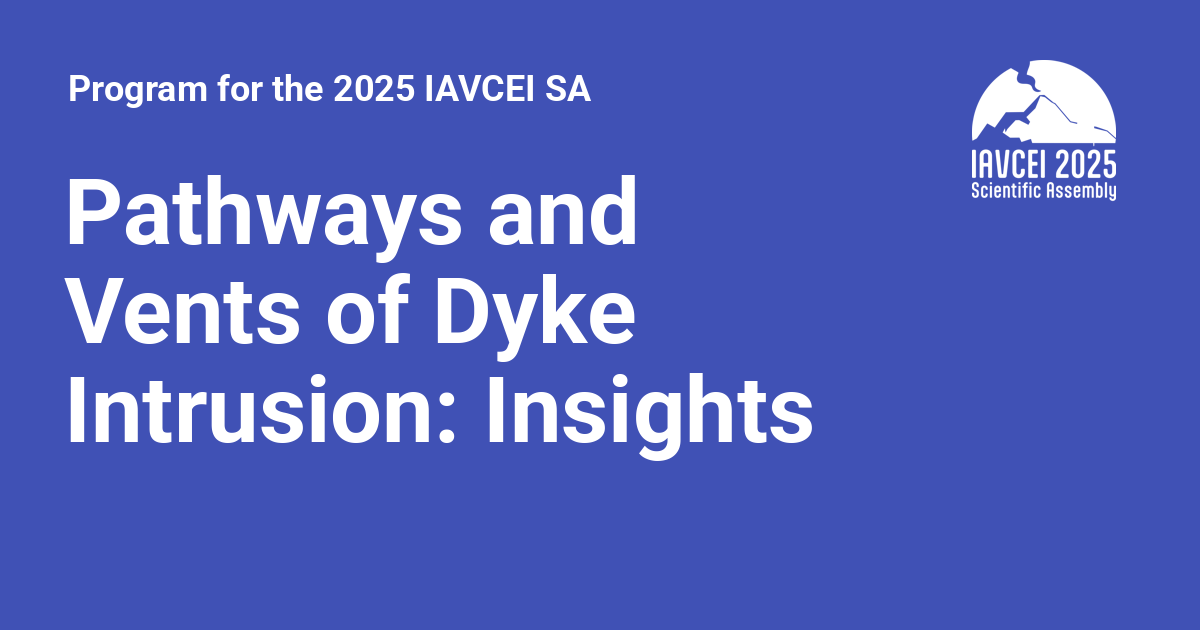 Program for the 2025 IAVCEI SA
IAVCEI 2025
Scientific Assembly
Pathways and
Vents of Dyke
Intrusion: Insights